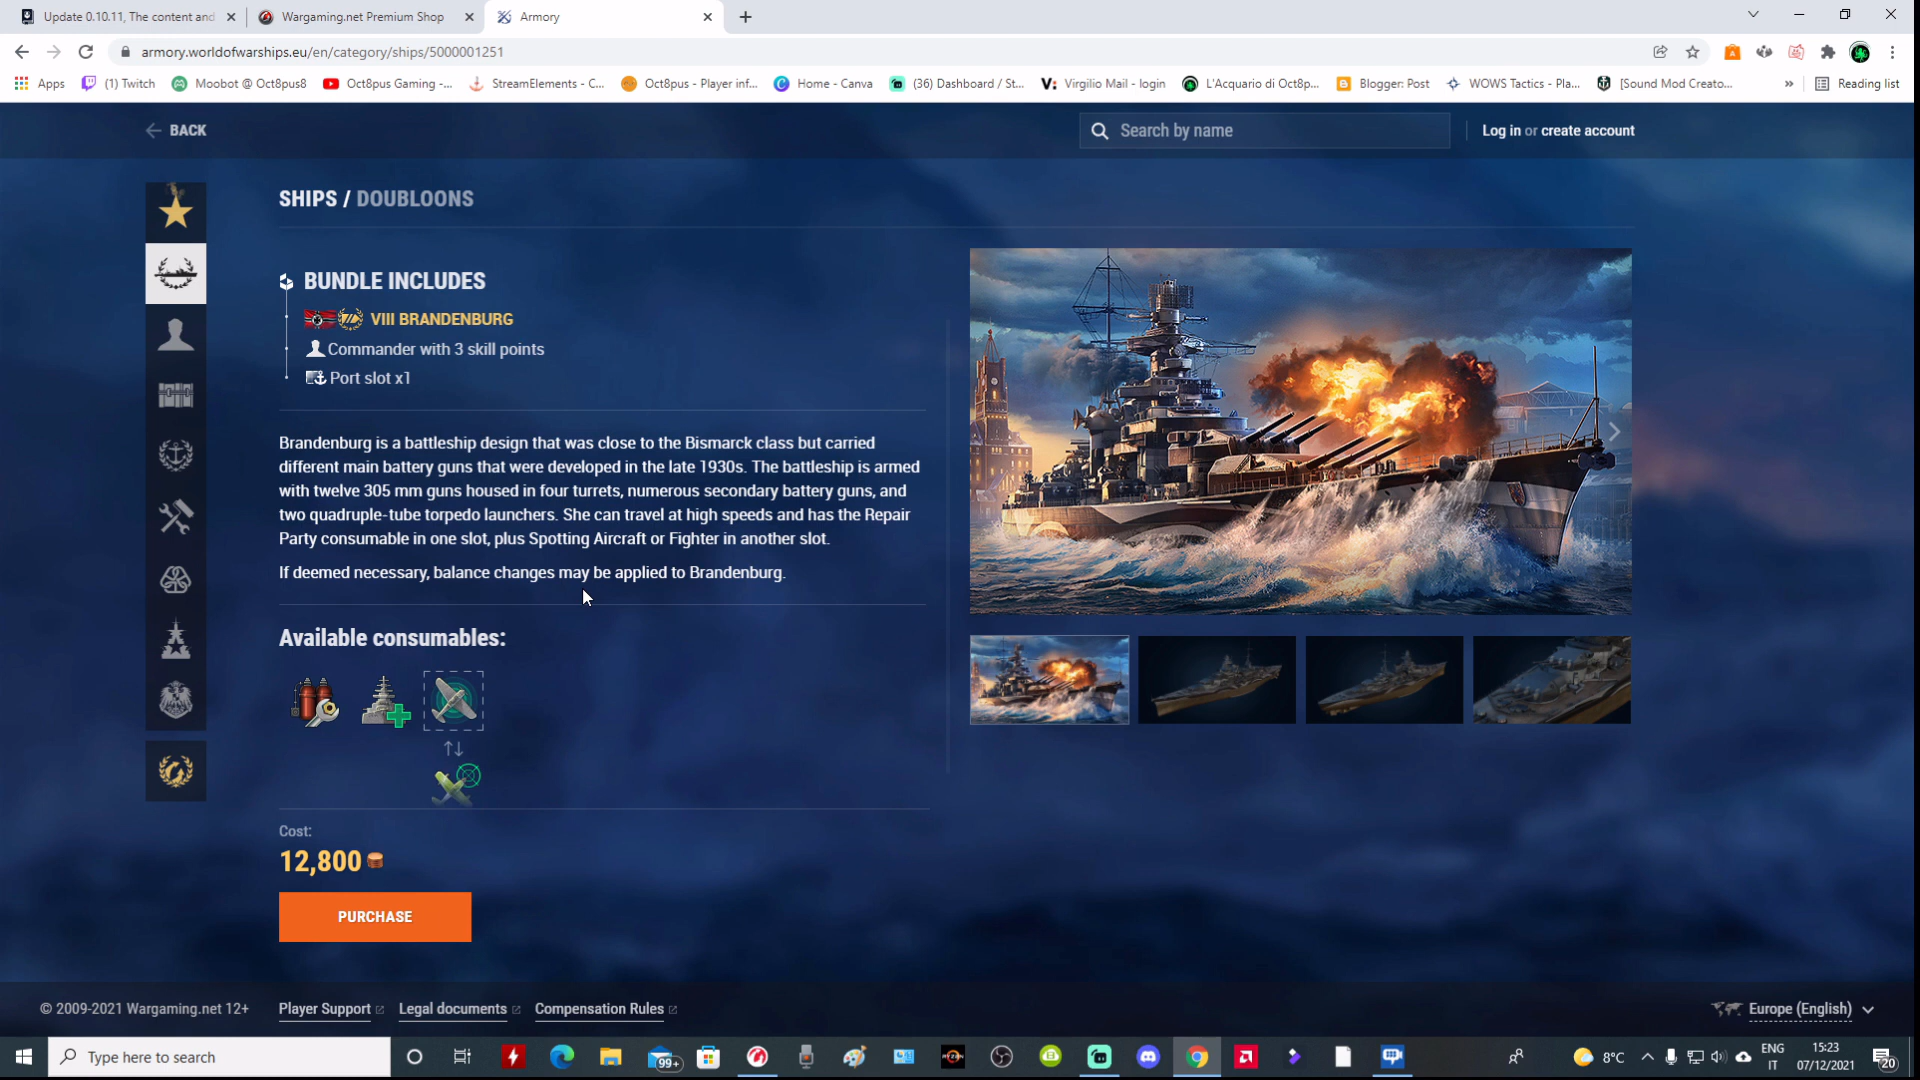 Update 0.10.11, The content and
Wargaming.net Premium Shop
Armory
armory.worldofwarships.eu/en/category/ships/5000001251
Apps
(1) Twitch
Moobot @ Oct8pus8
Oct8pus Gaming -...
StreamElements - C...
Oct8pus - Player inf...
Home - Canva
(36) Dashboard / St...
Virgilio Mail - login
L'Acquario di Oct8p...
Blogger: Post
WOWS Tactics - Pla...
[Sound Mod Creato...
Reading list
BACK
Search by name
Log in or create account
SHIPS / DOUBLOONS
BUNDLE INCLUDES
VIII BRANDENBURG
Commander with 3 skill points
Port slot x1
Brandenburg is a battleship design that was close to the Bismarck class but carried
different main battery guns that were developed in the late 1930s. The battleship is armed
with twelve 305 mm guns housed in four turrets, numerous secondary battery guns, and
two quadruple-tube torpedo launchers. She can travel at high speeds and has the Repair
Party consumable in one slot, plus Spotting Aircraft or Fighter in another slot.
If deemed necessary, balance changes may be applied to Brandenburg.
Available consumables:
Cost:
12,800
PURCHASE
© 2009-2021 Wargaming.net 12+
Player Support
Legal documents
Compensation Rules
Europe (English)
Type here to search
99+
RYZEN
8°C
ENG
IT
15:23
07/12/2021
20